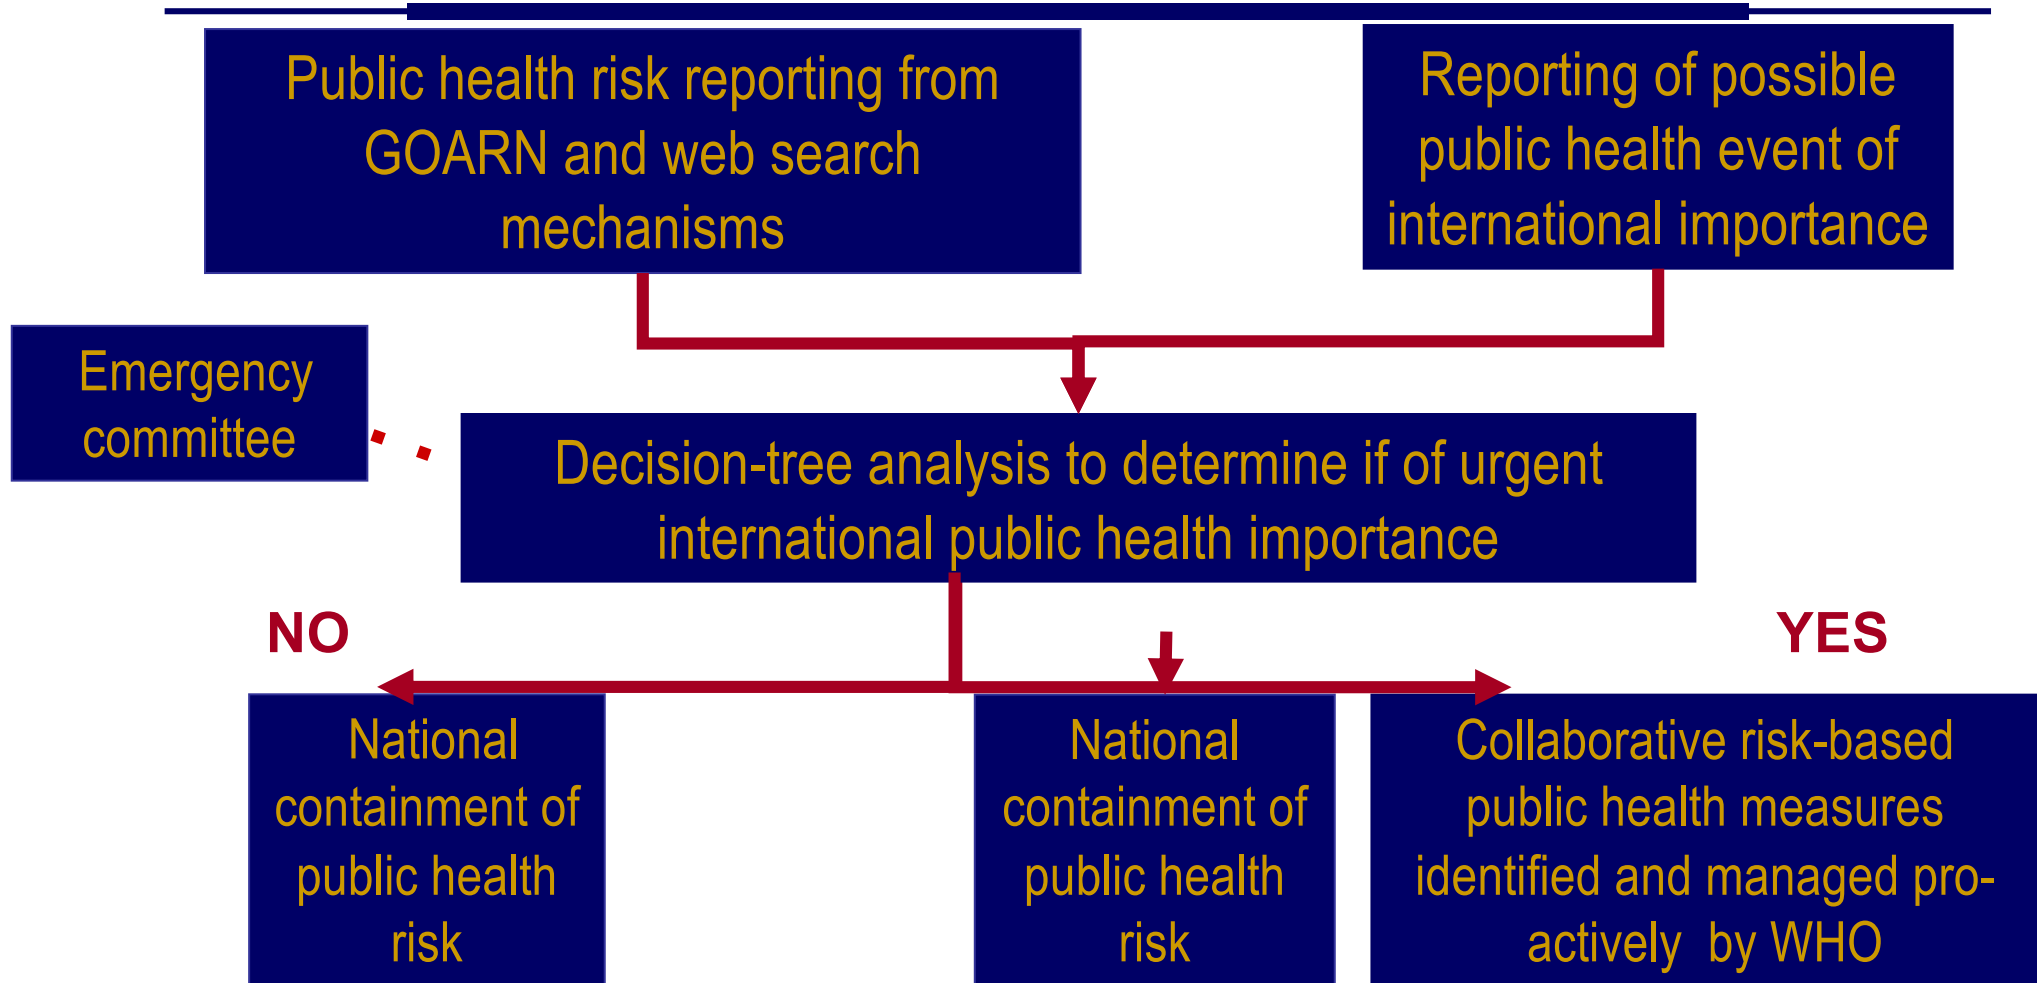 Public health risk reporting from
GOARN and web search
mechanisms
Reporting of possible
public health event of
international importance
Emergency
committee
Decision-tree analysis to determine if of urgent
international public health importance
NO
YES
National
containment of
public health
risk
National
containment of
public health
risk
Collaborative risk-based
public health measures
identified and managed pro-
actively by WHO